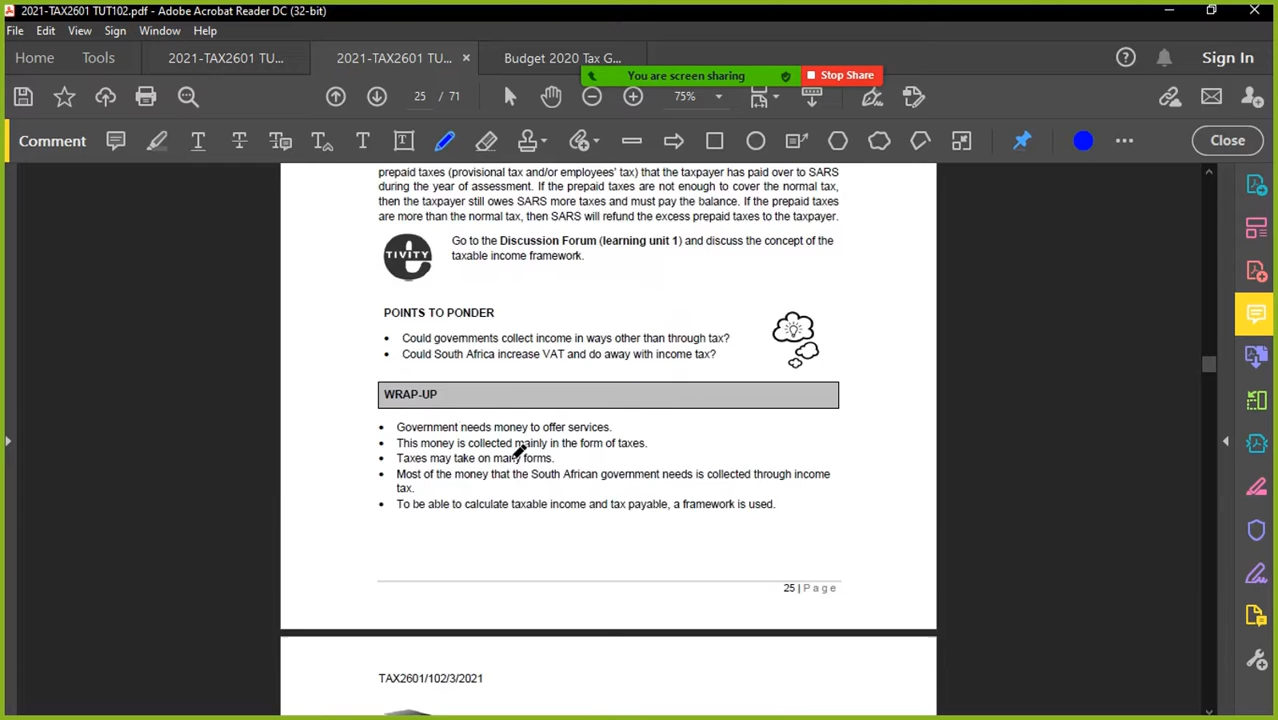 2021-TAX2601 TUT102.pdf - Adobe Acrobat Reader DC (32-bit)
File Edit View Sign Window Help
Home Tools 2021-TAX2601 TU... 2021-TAX2601 TU... × Budget 2020 Tax G... Sign In
You are screen sharing Stop Share
25 / 71 75%
Comment Close
prepaid taxes (provisional tax and/or employees' tax) that the taxpayer has paid over to SARS
during the year of assessment. If the prepaid taxes are not enough to cover the normal tax,
then the taxpayer still owes SARS more taxes and must pay the balance. If the prepaid taxes
are more than the normal tax, then SARS will refund the excess prepaid taxes to the taxpayer.
TIVITY
Go to the Discussion Forum (learning unit 1) and discuss the concept of the
taxable income framework.
POINTS TO PONDER
• Could governments collect income in ways other than through tax?
• Could South Africa increase VAT and do away with income tax?
WRAP-UP
• Government needs money to offer services.
• This money is collected mainly in the form of taxes.
• Taxes may take on many forms.
• Most of the money that the South African government needs is collected through income
tax.
• To be able to calculate taxable income and tax payable, a framework is used.
25 | Page
TAX2601/102/3/2021